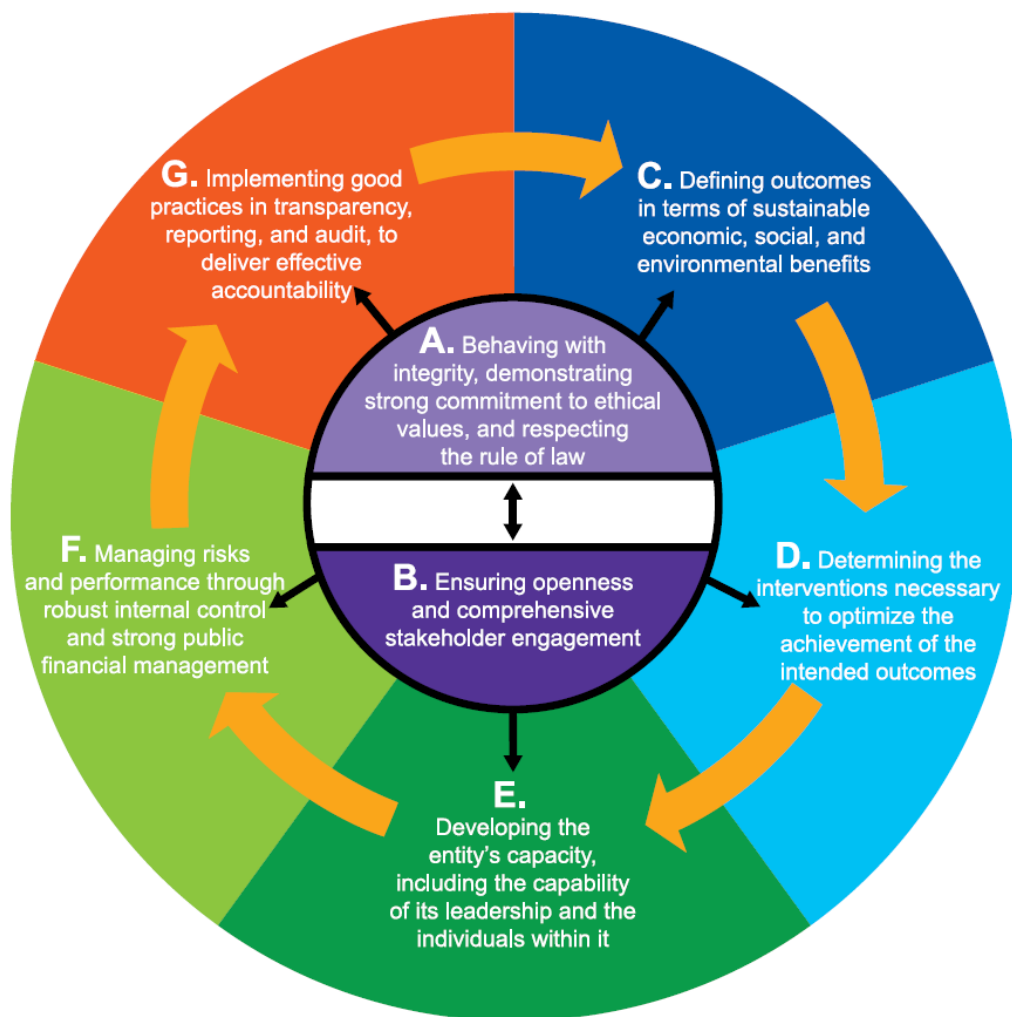 A. Behaving with
integrity, demonstrating
strong commitment to ethical
values, and respecting
the rule of law
B. Ensuring openness
and comprehensive
stakeholder engagement
C. Defining outcomes
in terms of sustainable
economic, social, and
environmental benefits
D. Determining the
interventions necessary
to optimize the
achievement of the
intended outcomes
E.
Developing the
entity's capacity,
including the capability
of its leadership and the
individuals within it
F. Managing risks
and performance through
robust internal control
and strong public
financial management
G. Implementing good
practices in transparency,
reporting, and audit, to
deliver effective
accountability